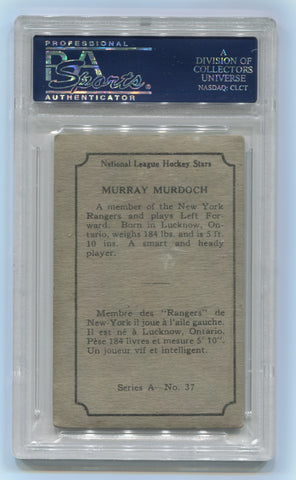 PROFESSIONAL
PSA
Sports
AUTHENTICATOR
A
DIVISION OF
COLLECTORS
UNIVERSE
NASDAQ: CLCT
National League Hockey Stars
MURRAY MURDOCH
A member of the New York
Rangers and plays Left For-
ward. Born in Lucknow, On-
tario, weighs 184 lbs. and is 5 ft.
10 ins. A smart and heady
player.
Membre des "Rangers" de
New-York il joue à l'aile gauche.
Il est né à Lucknow, Ontario.
Pèse 184 livres et mesure 5' 10".
Un joueur vif et intelligent.
Series A— No. 37